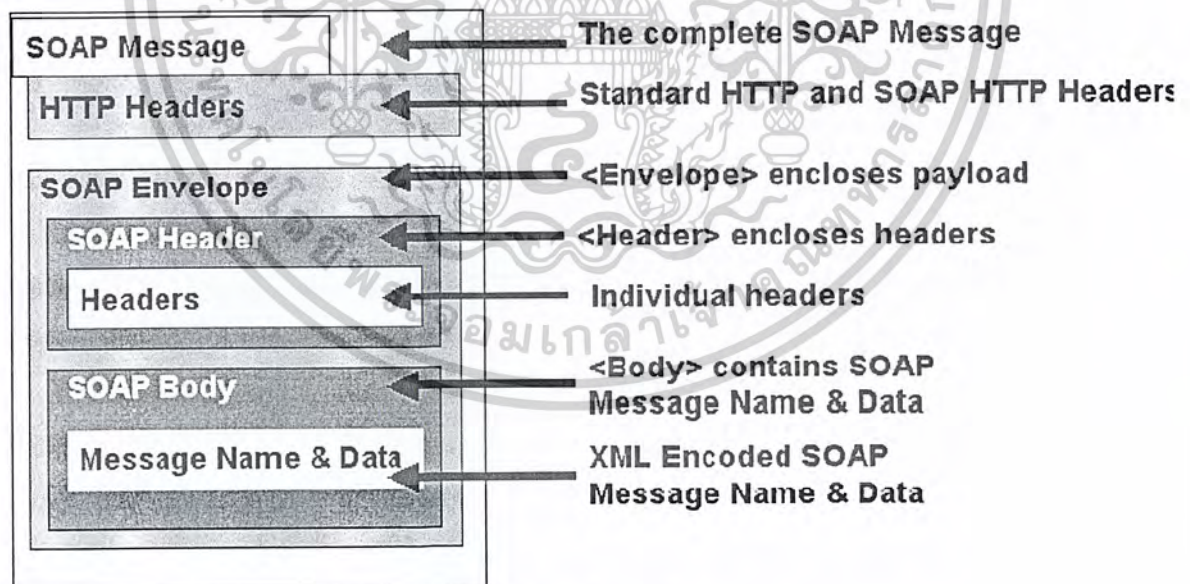 SOAP Message
The complete SOAP Message
HTTP Headers
Standard HTTP and SOAP HTTP Headers
SOAP Envelope
<Envelope> encloses payload
SOAP Header
<Header> encloses headers
Headers
Individual headers
SOAP Body
<Body> contains SOAP
Message Name & Data
Message Name & Data
XML Encoded SOAP
Message Name & Data